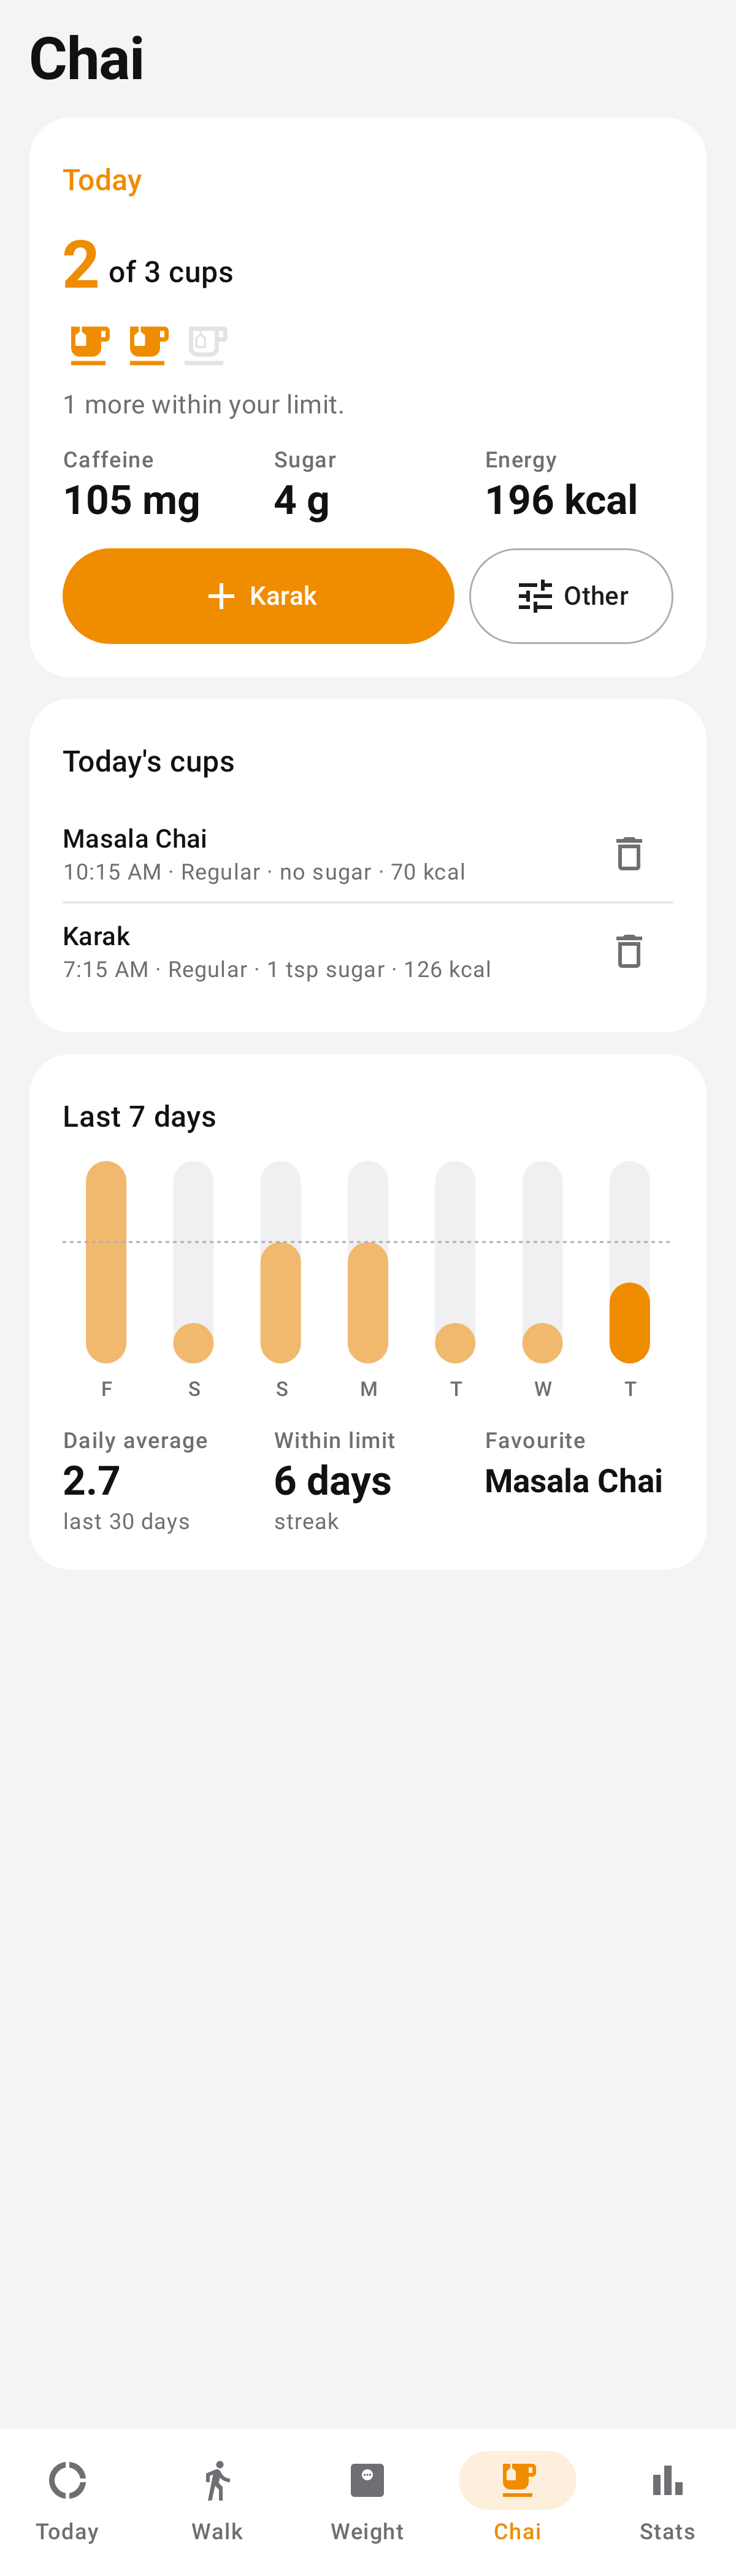 Chai
Today
2 of 3 cups
1 more within your limit.
Caffeine Sugar Energy
105 mg 4 g 196 kcal
Karak Other
Today's cups
Masala Chai
10:15 AM · Regular · no sugar · 70 kcal
Karak
7:15 AM · Regular · 1 tsp sugar · 126 kcal
Last 7 days
F S S M T W T
Daily average Within limit Favourite
2.7 6 days Masala Chai
last 30 days streak
Today Walk Weight Chai Stats